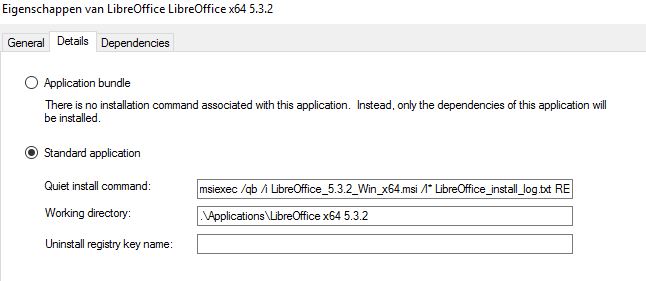 Eigenschappen van LibreOffice LibreOffice x64 5.3.2
General Details Dependencies
Application bundle
There is no installation command associated with this application. Instead, only the dependencies of this application will
be installed.
Standard application
Quiet install command: msiexec /qb /i LibreOffice_5.3.2_Win_x64.msi /l* LibreOffice_install_log.txt RE
Working directory: .\Applications\LibreOffice x64 5.3.2
Uninstall registry key name: